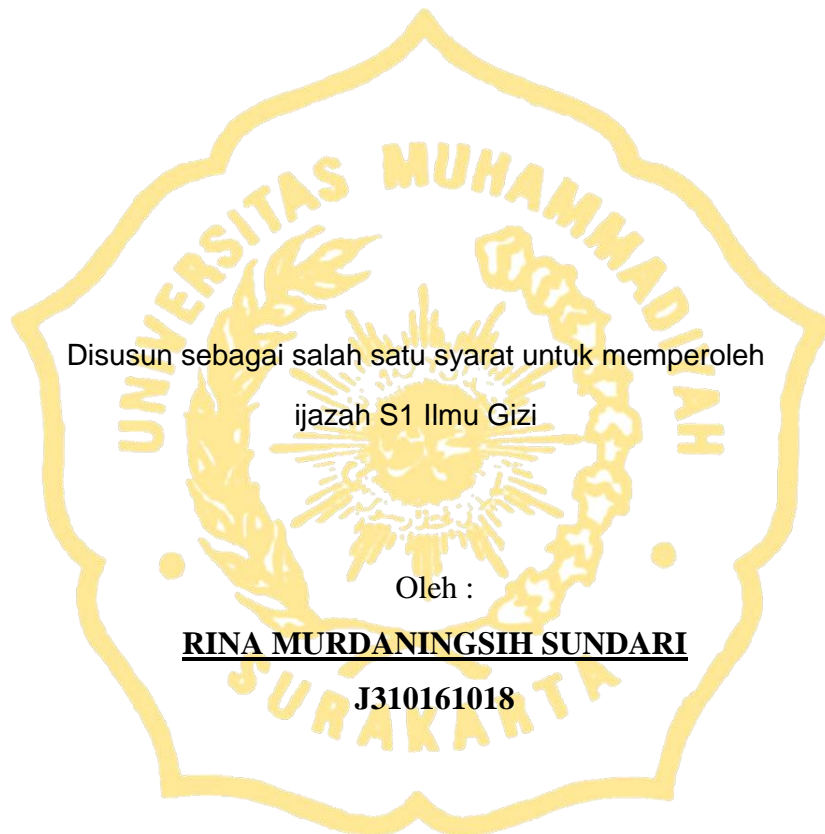 UNIVERSITAS MUHAMMADIYAH
Disusun sebagai salah satu syarat untuk memperoleh
ijazah S1 Ilmu Gizi
Oleh :
RINA MURDANINGSIH SUNDARI
J310161018
SURAKARTA